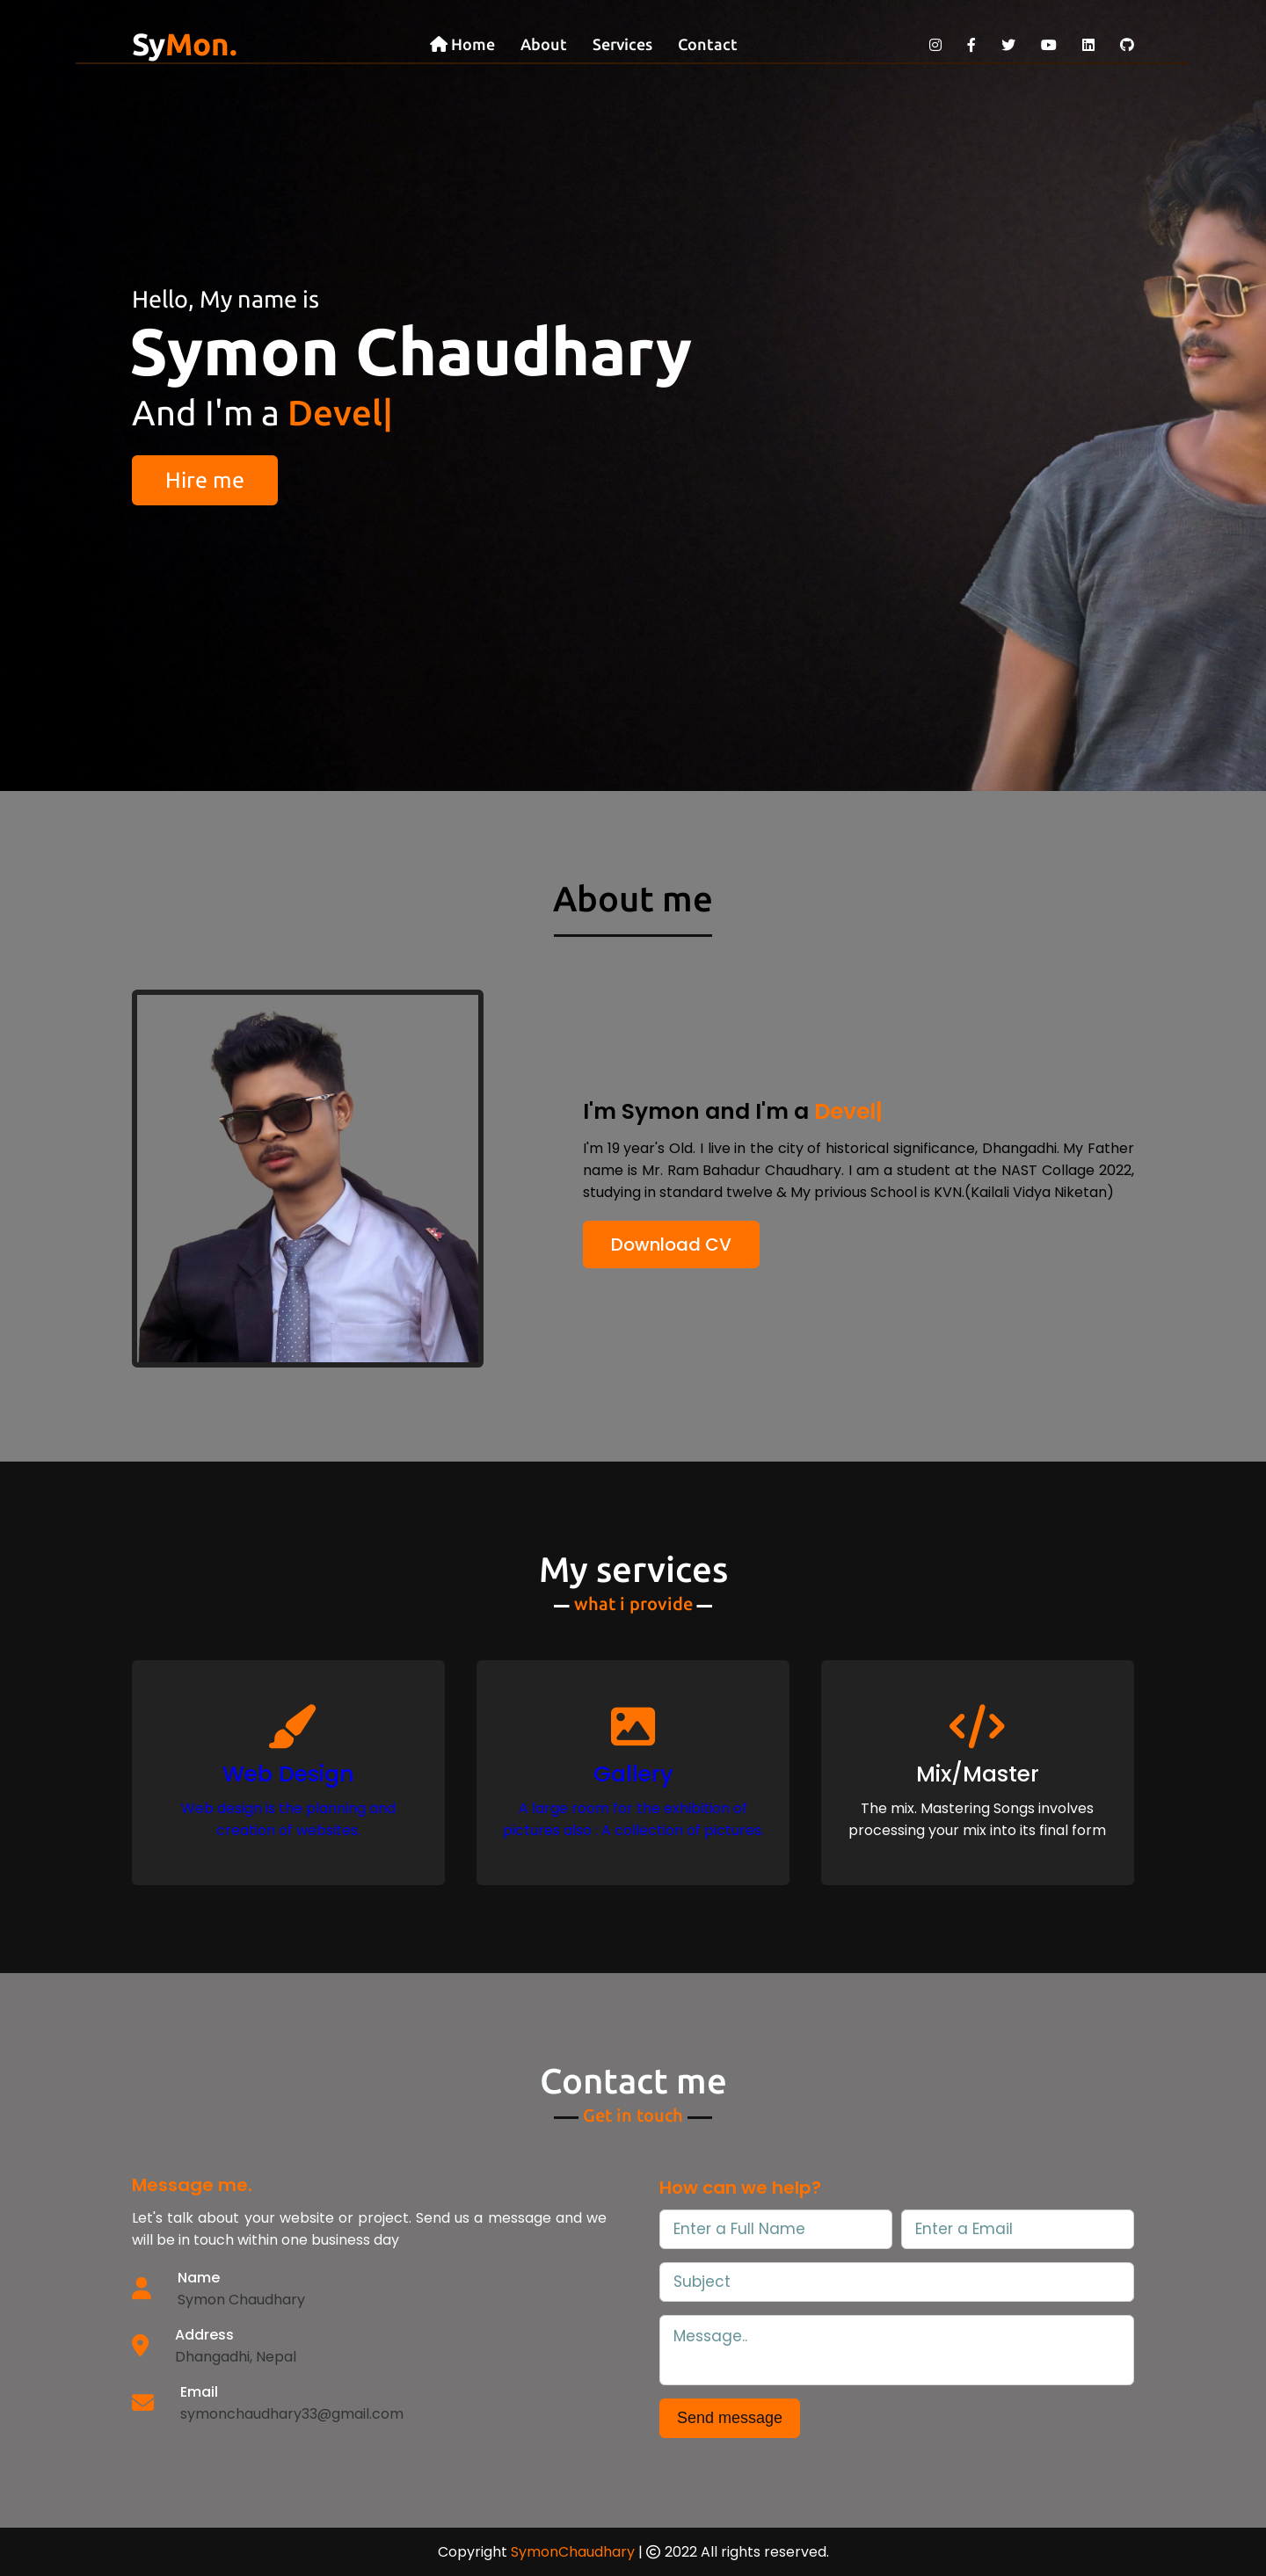 SyMon.
Home About Services Contact
Hello, My name is
Symon Chaudhary
And I'm a Devel|
Hire me
About me
I'm Symon and I'm a Devel|
I'm 19 year's Old. I live in the city of historical significance, Dhangadhi. My Father
name is Mr. Ram Bahadur Chaudhary. I am a student at the NAST Collage 2022,
studying in standard twelve & My privious School is KVN.(Kailali Vidya Niketan)
Download CV
My services
what i provide
Web Design
Web design is the planning and
creation of websites.
Gallery
A large room for the exhibition of
pictures also : A collection of pictures.
Mix/Master
The mix. Mastering Songs involves
processing your mix into its final form
Contact me
Get in touch
Message me.
Let's talk about your website or project. Send us a message and we
will be in touch within one business day
Name
Symon Chaudhary
Address
Dhangadhi, Nepal
Email
symonchaudhary33@gmail.com
How can we help?
Enter a Full Name
Enter a Email
Subject
Message..
Send message
Copyright SymonChaudhary | © 2022 All rights reserved.